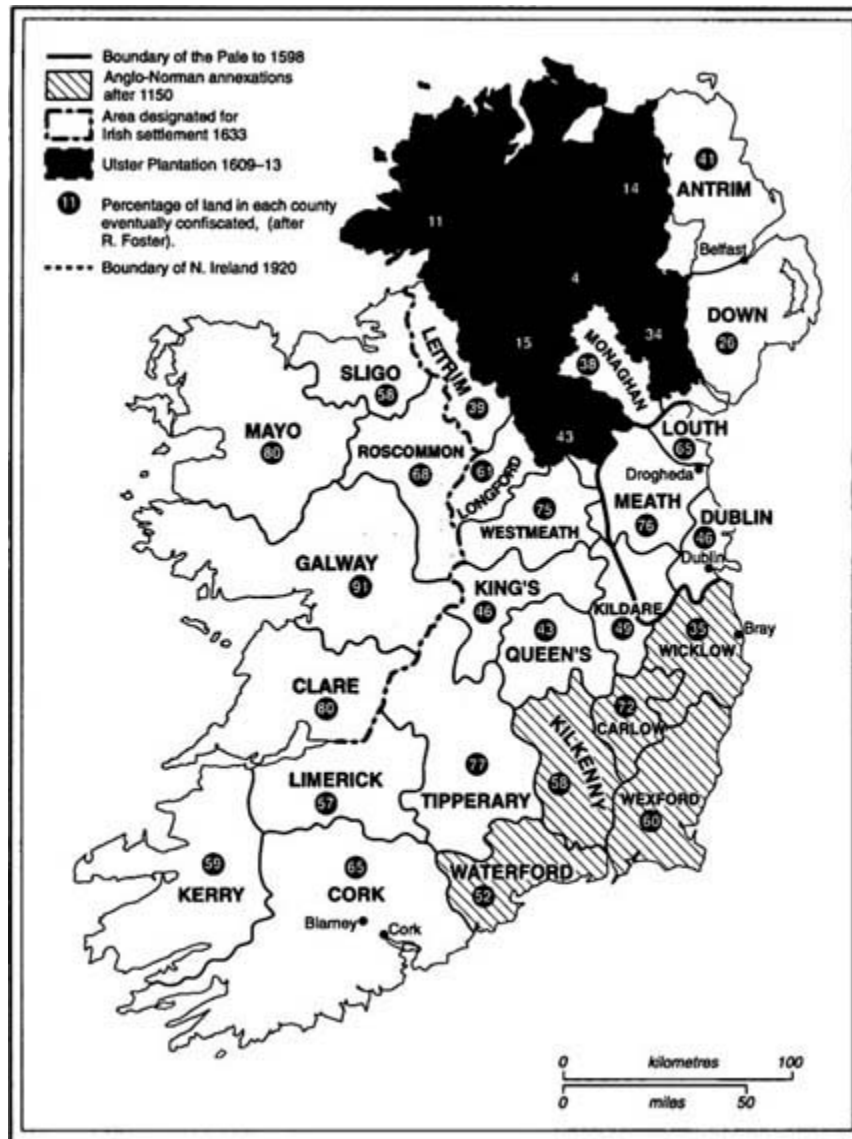 Boundary of the Pale to 1598
Anglo-Norman annexations
after 1150
Area designated for
Irish settlement 1633
Ulster Plantation 1609–13
11
Percentage of land in each county
eventually confiscated, (after
R. Foster).
Boundary of N. Ireland 1920
41
ANTRIM
14
11
Belfast
4
DOWN
26
34
15
MONAGHAN
38
LEITRIM
39
SLIGO
58
MAYO
80
ROSCOMMON
68
43
LOUTH
65
Drogheda
61
LONGFORD
75
WESTMEATH
MEATH
76
DUBLIN
46
Dublin
GALWAY
91
KING'S
46
KILDARE
49
43
QUEEN'S
35
WICKLOW
Bray
CLARE
80
72
CARLOW
KILKENNY
58
77
TIPPERARY
LIMERICK
57
WEXFORD
60
WATERFORD
52
59
KERRY
65
CORK
Blarney
Cork
0 kilometres 100
0 miles 50